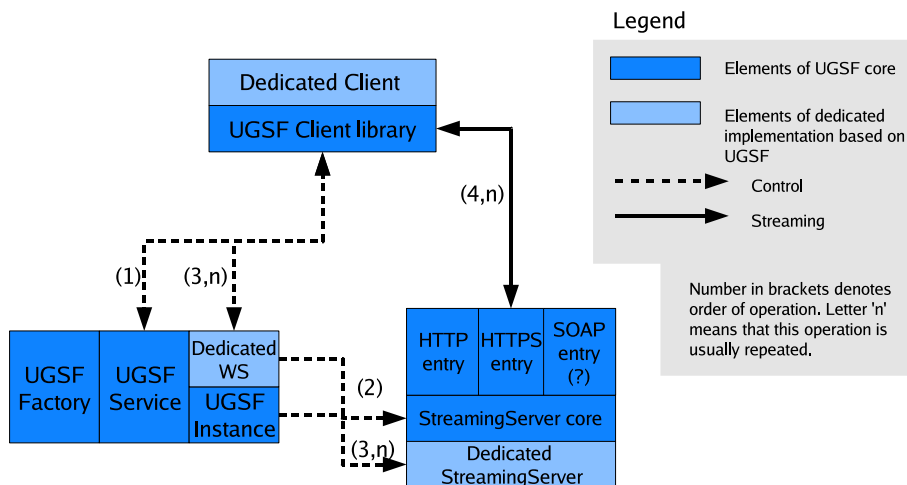 Legend
Elements of UGSF core
Elements of dedicated
implementation based on
UGSF
Control
Streaming
Number in brackets denotes
order of operation. Letter 'n'
means that this operation is
usually repeated.
Dedicated Client
UGSF Client library
(4,n)
(1)
(3,n)
UGSF
Factory
UGSF
Service
Dedicated
WS
UGSF
Instance
(2)
(3,n)
HTTP
entry
HTTPS
entry
SOAP
entry
(?)
StreamingServer core
Dedicated
StreamingServer